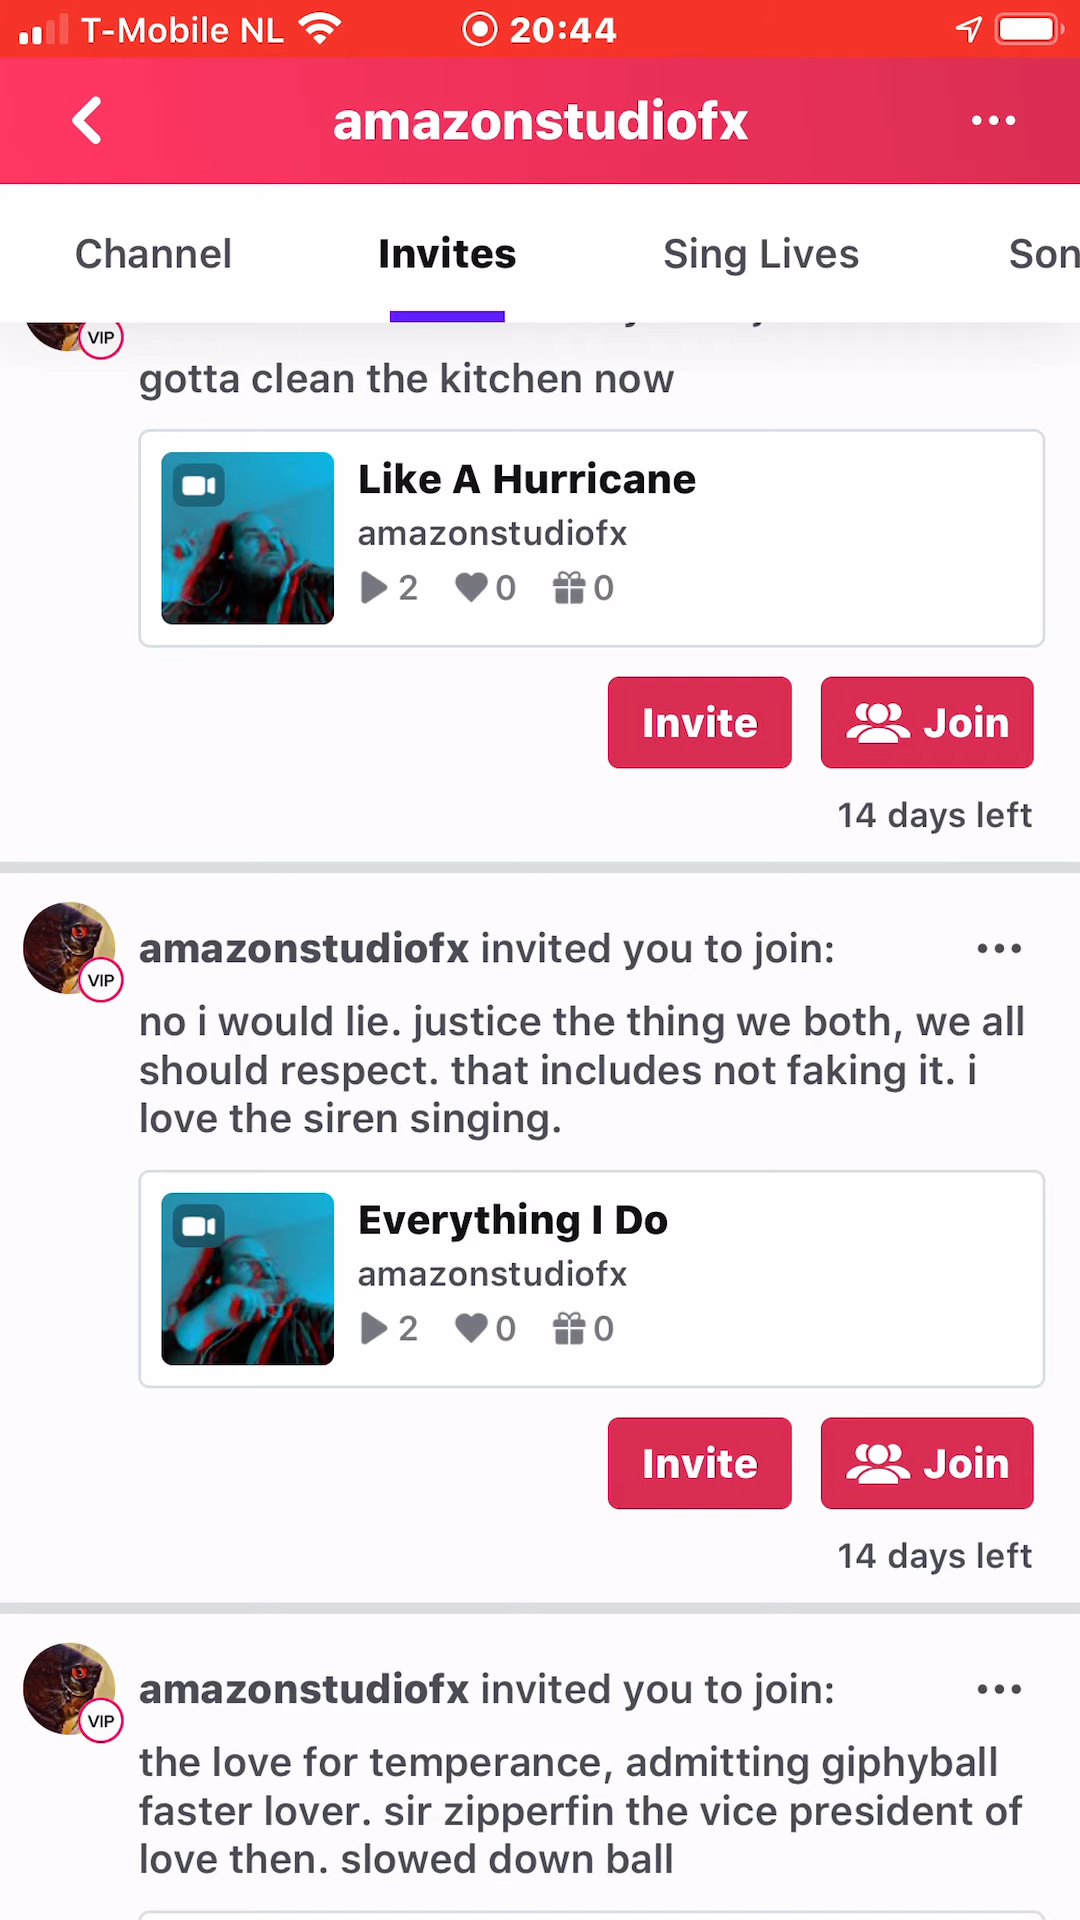 T-Mobile NL 20:44
amazonstudiofx
Channel Invites Sing Lives Son
VIP
gotta clean the kitchen now
Like A Hurricane
amazonstudiofx
2 0 0
Invite Join
14 days left
amazonstudiofx invited you to join:
VIP
no i would lie. justice the thing we both, we all
should respect. that includes not faking it. i
love the siren singing.
Everything I Do
amazonstudiofx
2 0 0
Invite Join
14 days left
amazonstudiofx invited you to join:
VIP
the love for temperance, admitting giphyball
faster lover. sir zipperfin the vice president of
love then. slowed down ball